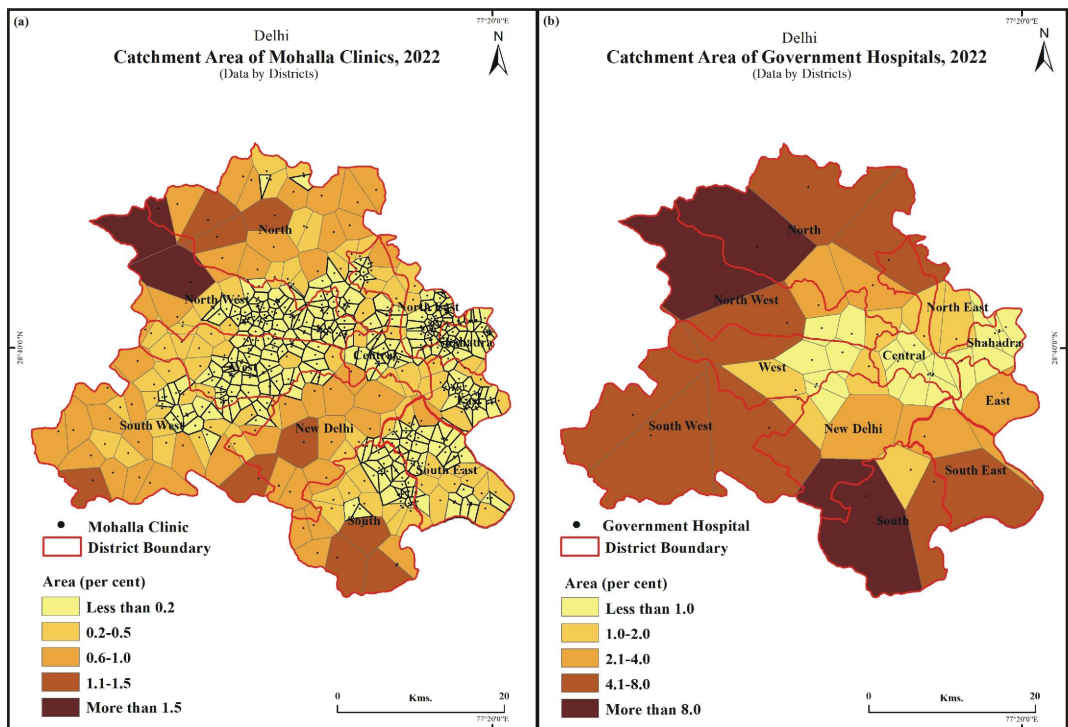 (a)
77°20'0"E
Delhi
N
Catchment Area of Mohalla Clinics, 2022
(Data by Districts)
North
North West
North East
Shahadra
Central
West
East
South West
New Delhi
South East
South
28°40'0"N
Mohalla Clinic
District Boundary
Area (per cent)
Less than 0.2
0.2-0.5
0.6-1.0
1.1-1.5
More than 1.5
0 Kms. 20
77°20'0"E
(b)
77°20'0"E
Delhi
N
Catchment Area of Government Hospitals, 2022
(Data by Districts)
North
North West
North East
Shahadra
Central
West
East
South West
New Delhi
South East
South
28°40'0"N
Government Hospital
District Boundary
Area (per cent)
Less than 1.0
1.0-2.0
2.1-4.0
4.1-8.0
More than 8.0
0 Kms. 20
77°20'0"E